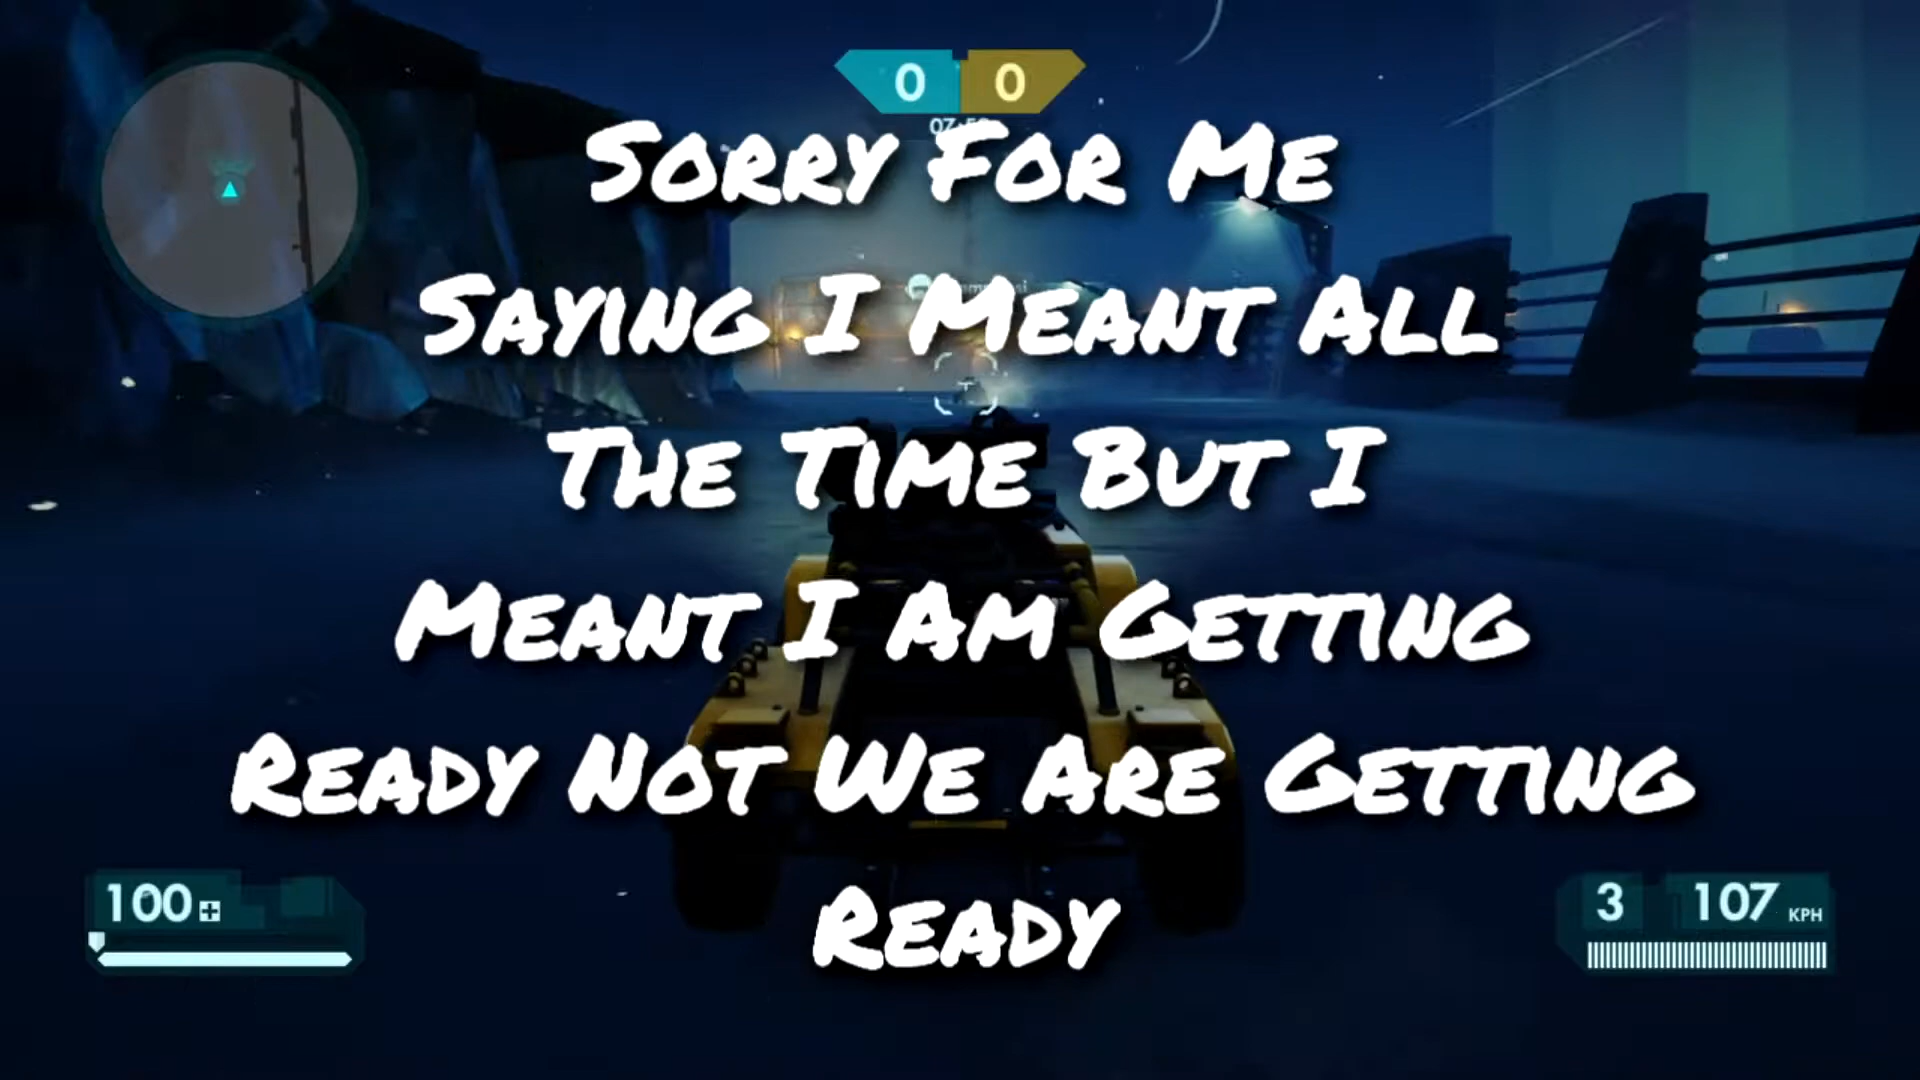 0 0
Sorry For Me
Saying I Meant All
The Time But I
Meant I Am Getting
Ready Not We Are Getting
Ready
100
3 107 KPH